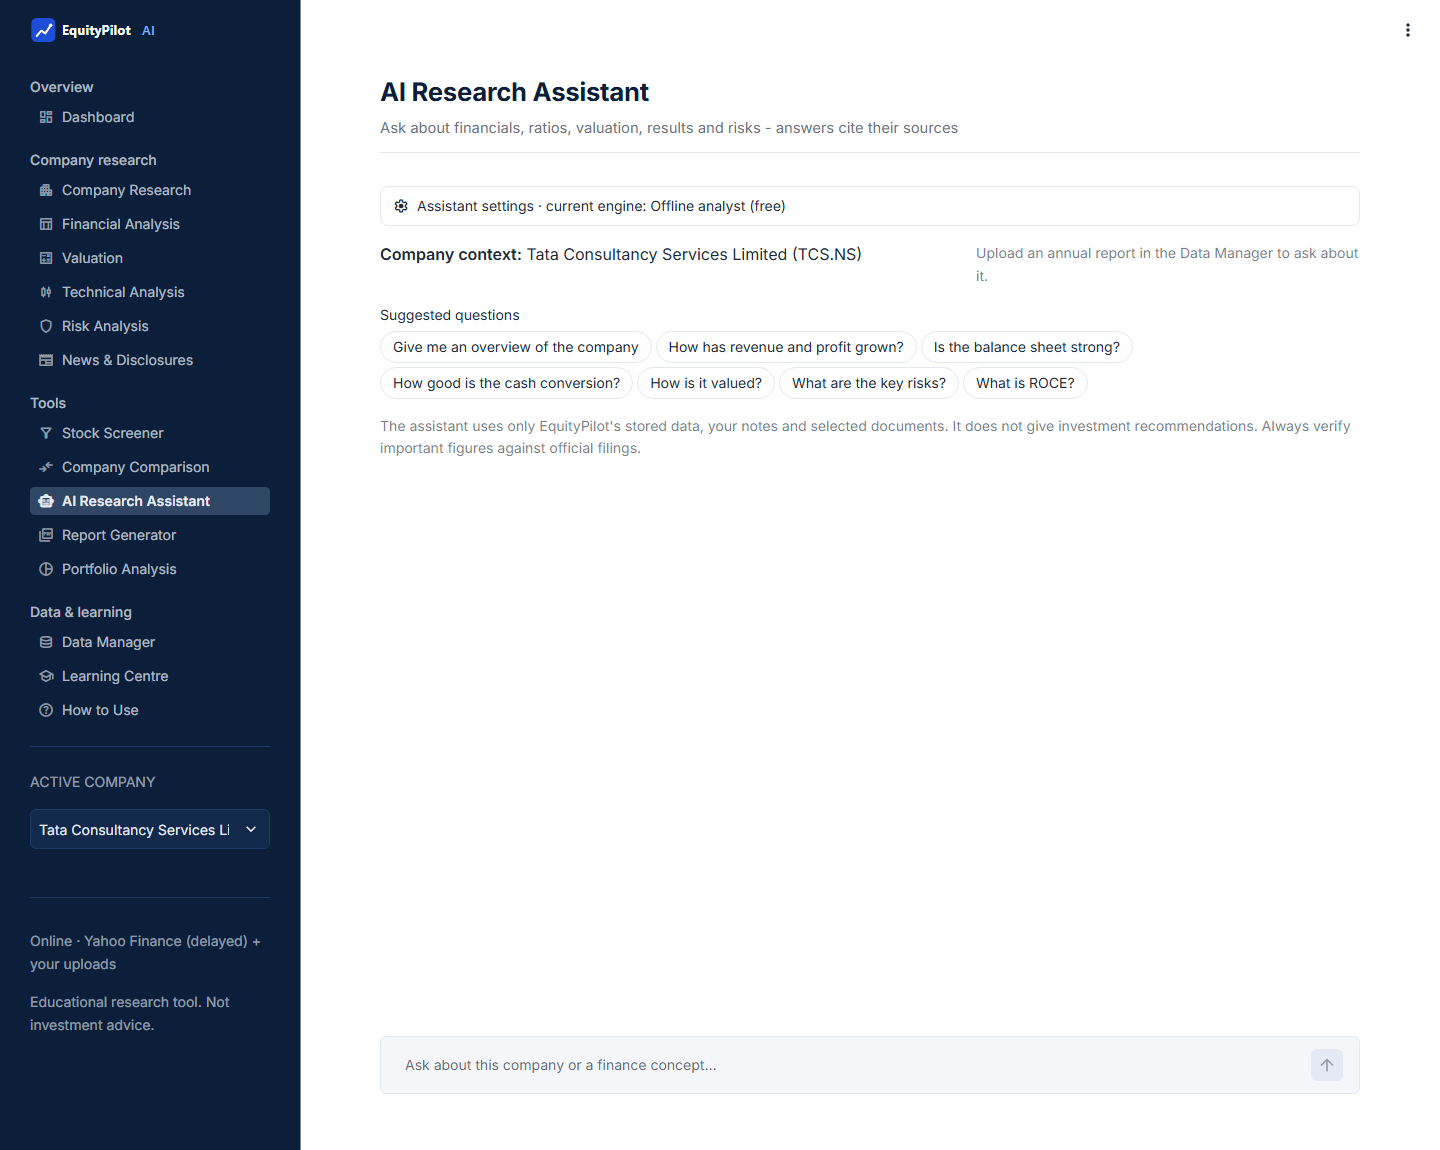 EquityPilot AI
Overview
Dashboard
Company research
Company Research
Financial Analysis
Valuation
Technical Analysis
Risk Analysis
News & Disclosures
Tools
Stock Screener
Company Comparison
AI Research Assistant
Report Generator
Portfolio Analysis
Data & learning
Data Manager
Learning Centre
How to Use
ACTIVE COMPANY
Tata Consultancy Services Li
Online · Yahoo Finance (delayed) +
your uploads
Educational research tool. Not
investment advice.
AI Research Assistant
Ask about financials, ratios, valuation, results and risks - answers cite their sources
Assistant settings · current engine: Offline analyst (free)
Company context: Tata Consultancy Services Limited (TCS.NS)
Upload an annual report in the Data Manager to ask about
it.
Suggested questions
Give me an overview of the company
How has revenue and profit grown?
Is the balance sheet strong?
How good is the cash conversion?
How is it valued?
What are the key risks?
What is ROCE?
The assistant uses only EquityPilot's stored data, your notes and selected documents. It does not give investment recommendations. Always verify
important figures against official filings.
Ask about this company or a finance concept...